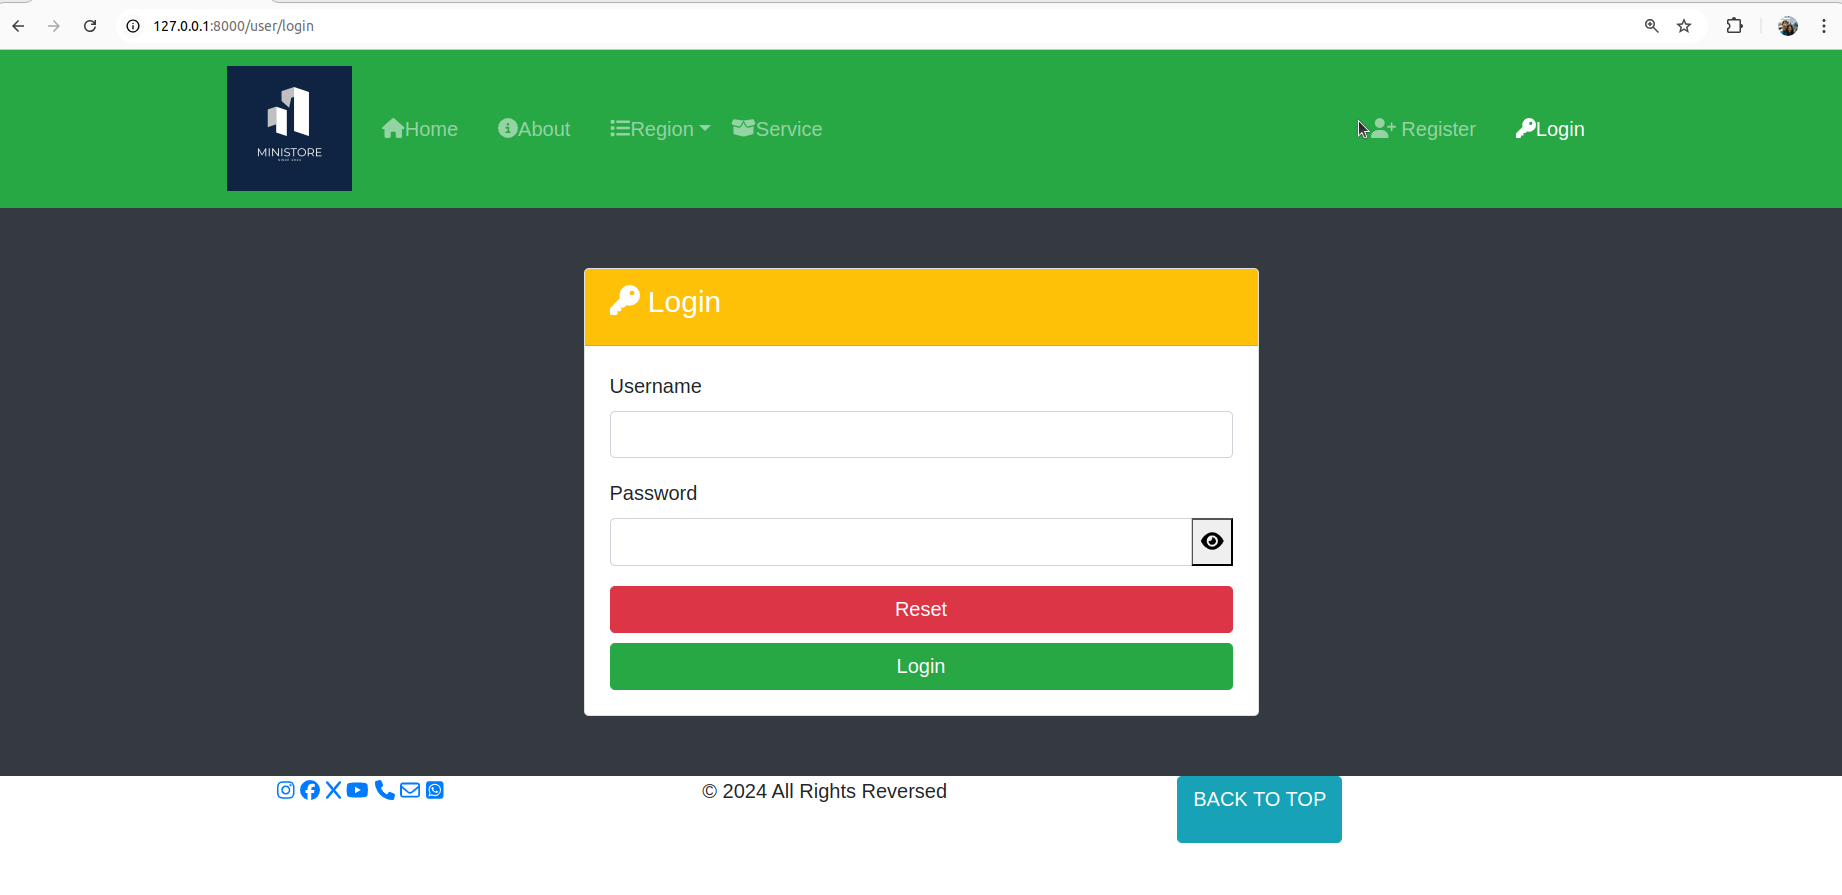 127.0.0.1:8000/user/login
MINISTORE
Home
About
Region
Service
Register
Login
Login
Username
Password
Reset
Login
© 2024 All Rights Reversed
BACK TO TOP